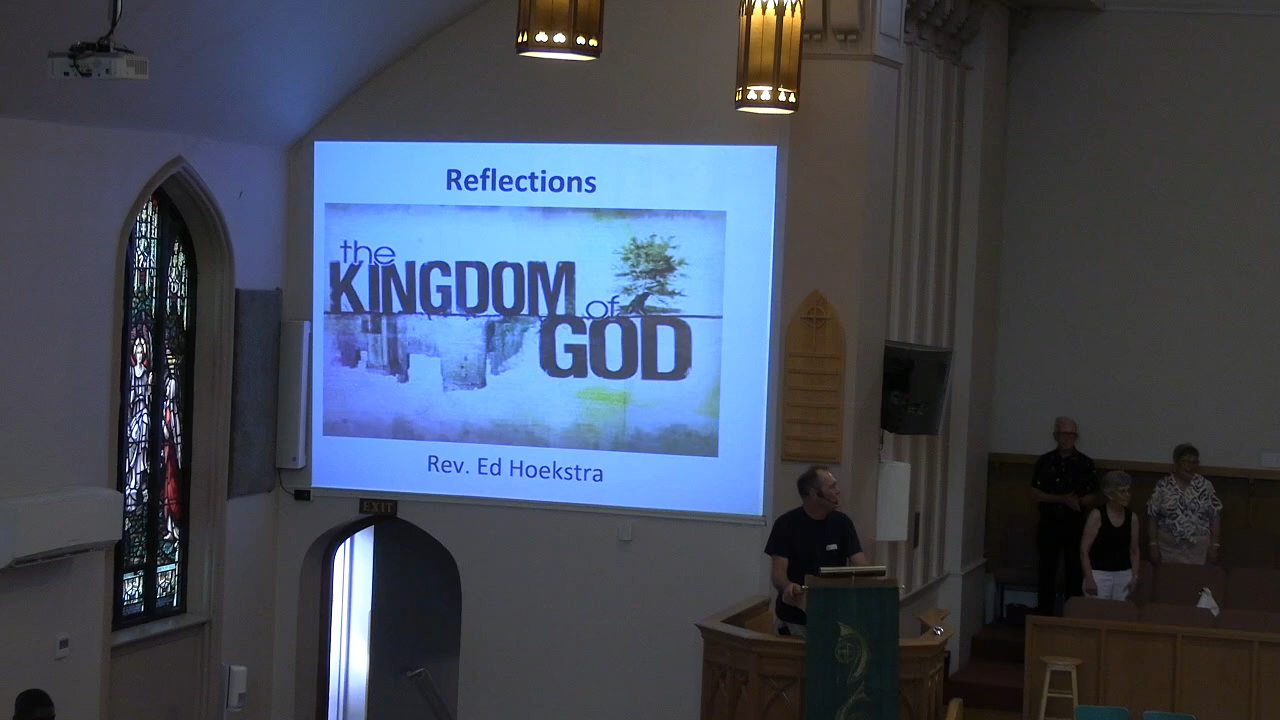 Reflections
the
KINGDOM
of
GOD
Rev. Ed Hoekstra
EXIT